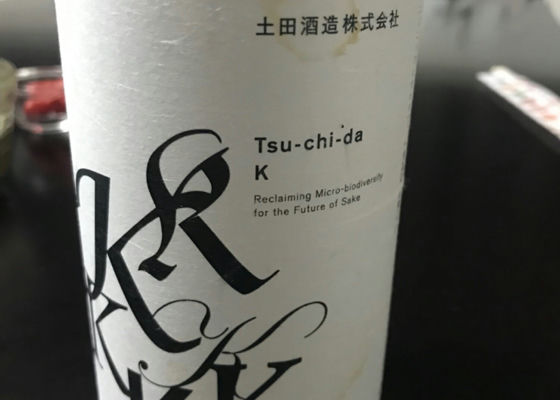 土田酒造株式会社
Tsu-chi-da
K
Reclaiming Micro-biodiversity
for the Future of Sake